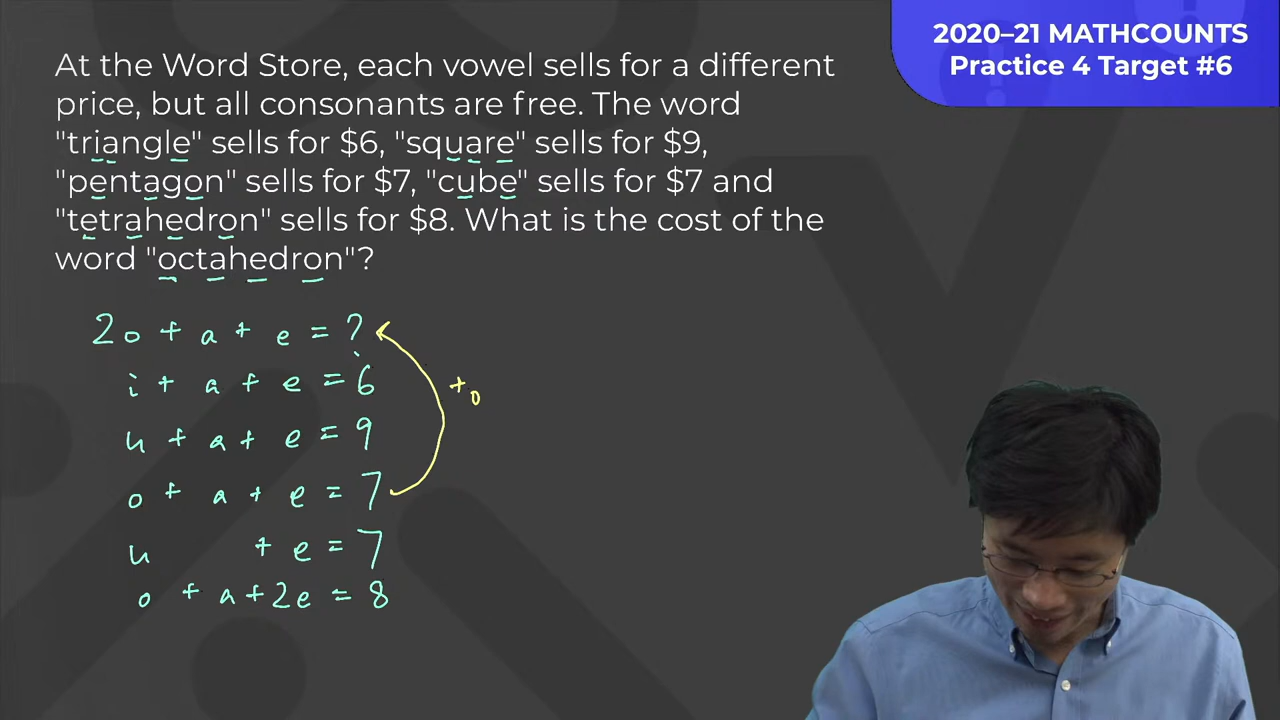 2020–21 MATHCOUNTS
Practice 4 Target #6
At the Word Store, each vowel sells for a different
price, but all consonants are free. The word
"triangle" sells for $6, "square" sells for $9,
"pentagon" sells for $7, "cube" sells for $7 and
"tetrahedron" sells for $8. What is the cost of the
word "octahedron"?
2o + a + e = ?
i + a + e = 6
+o
u + a + e = 9
o + a + e = 7
u + e = 7
o + a + 2e = 8